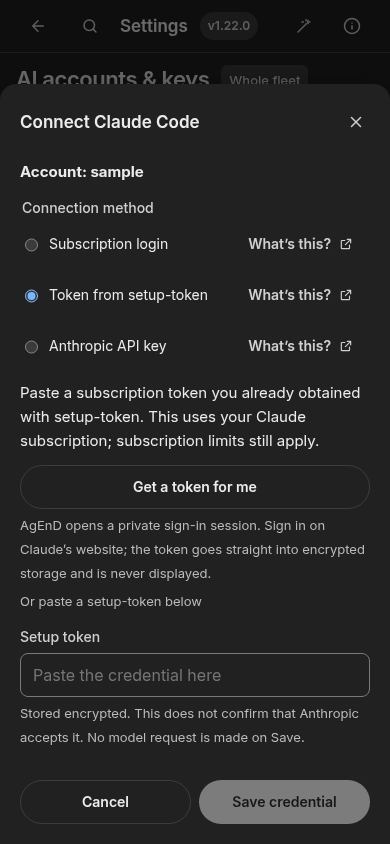 Settings v1.22.0
AI accounts & keys Whole fleet
Connect Claude Code
Account: sample
Connection method
Subscription login What's this?
Token from setup-token What's this?
Anthropic API key What's this?
Paste a subscription token you already obtained
with setup-token. This uses your Claude
subscription; subscription limits still apply.
Get a token for me
AgEnD opens a private sign-in session. Sign in on
Claude's website; the token goes straight into encrypted
storage and is never displayed.
Or paste a setup-token below
Setup token
Paste the credential here
Stored encrypted. This does not confirm that Anthropic
accepts it. No model request is made on Save.
Cancel Save credential